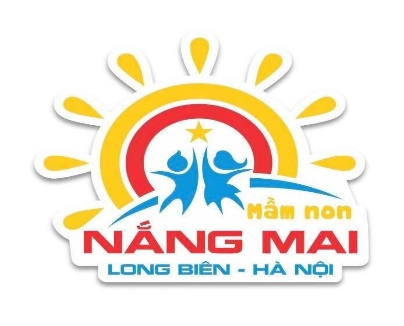 Mầm non
NẮNG MAI
LONG BIÊN - HÀ NỘI